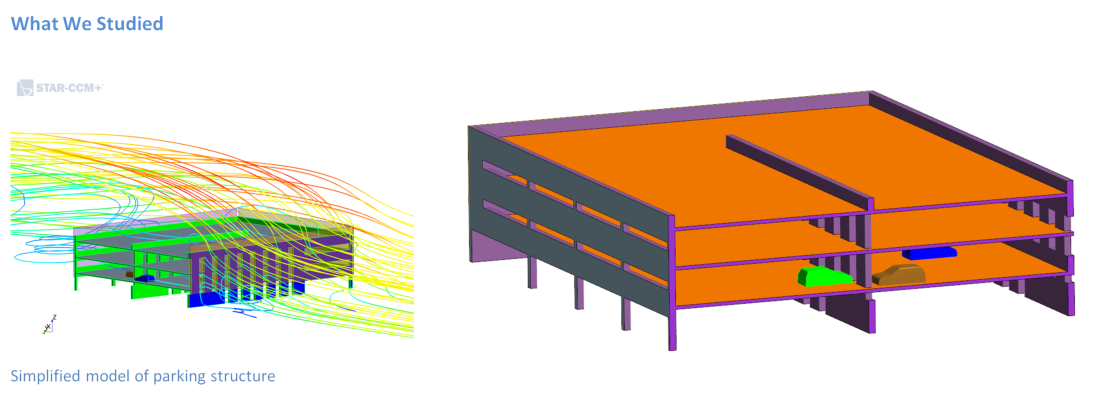 What We Studied
STAR-CCM+
Z
X
Simplified model of parking structure